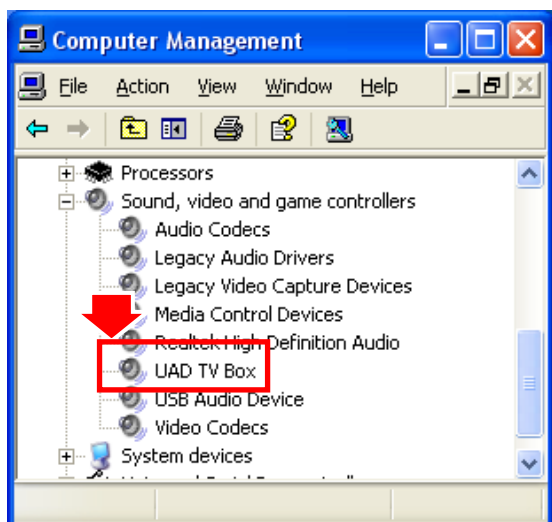 Computer Management
File Action View Window Help
Processors
Sound, video and game controllers
Audio Codecs
Legacy Audio Drivers
Legacy Video Capture Devices
Media Control Devices
Realtek High Definition Audio
UAD TV Box
USB Audio Device
Video Codecs
System devices